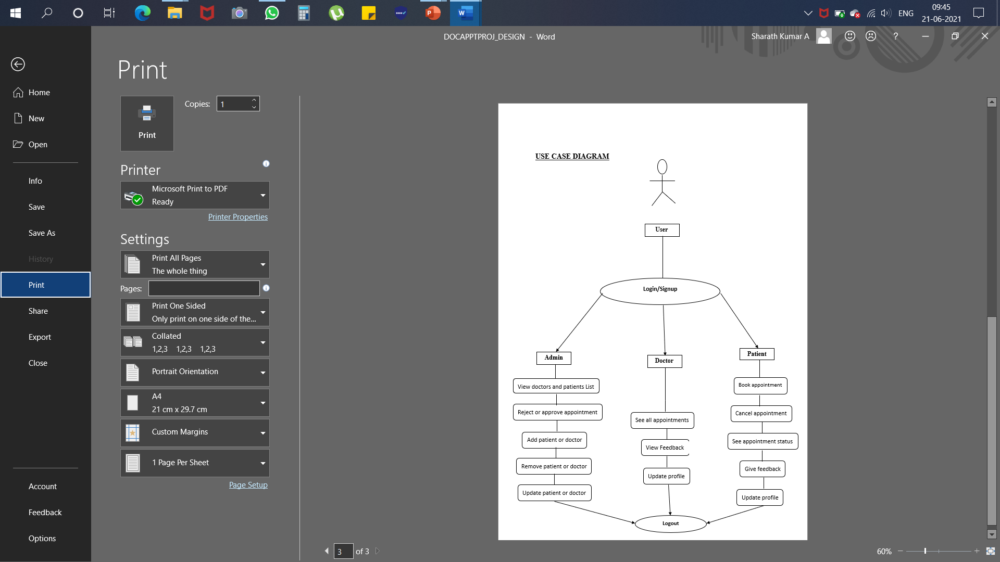 ENG
09:45
21-06-2021
DOCAPPTPROJ_DESIGN - Word
Sharath Kumar A
?
Home
New
Open
Info
Save
Save As
History
Print
Share
Export
Close
Account
Feedback
Options
Print
Print
Copies: 1
Printer
Microsoft Print to PDF
Ready
Printer Properties
Settings
Print All Pages
The whole thing
Pages:
Print One Sided
Only print on one side of the...
Collated
1,2,3 1,2,3 1,2,3
Portrait Orientation
A4
21 cm x 29.7 cm
Custom Margins
1 Page Per Sheet
Page Setup
USE CASE DIAGRAM
User
Login/Signup
Admin
View doctors and patients List
Reject or approve appointment
Add patient or doctor
Remove patient or doctor
Update patient or doctor
Doctor
See all appointments
View Feedback
Update profile
Patient
Book appointment
Cancel appointment
See appointment status
Give feedback
Update profile
Logout
3 of 3
60%